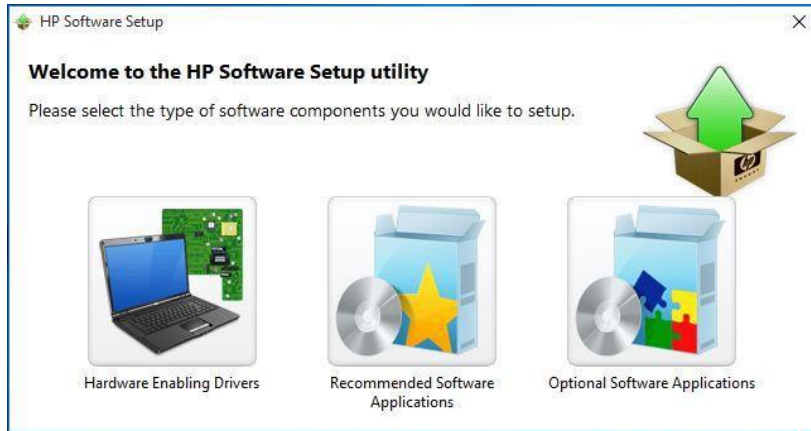 HP Software Setup
Welcome to the HP Software Setup utility
Please select the type of software components you would like to setup.
hp
Hardware Enabling Drivers
Recommended Software
Applications
Optional Software Applications